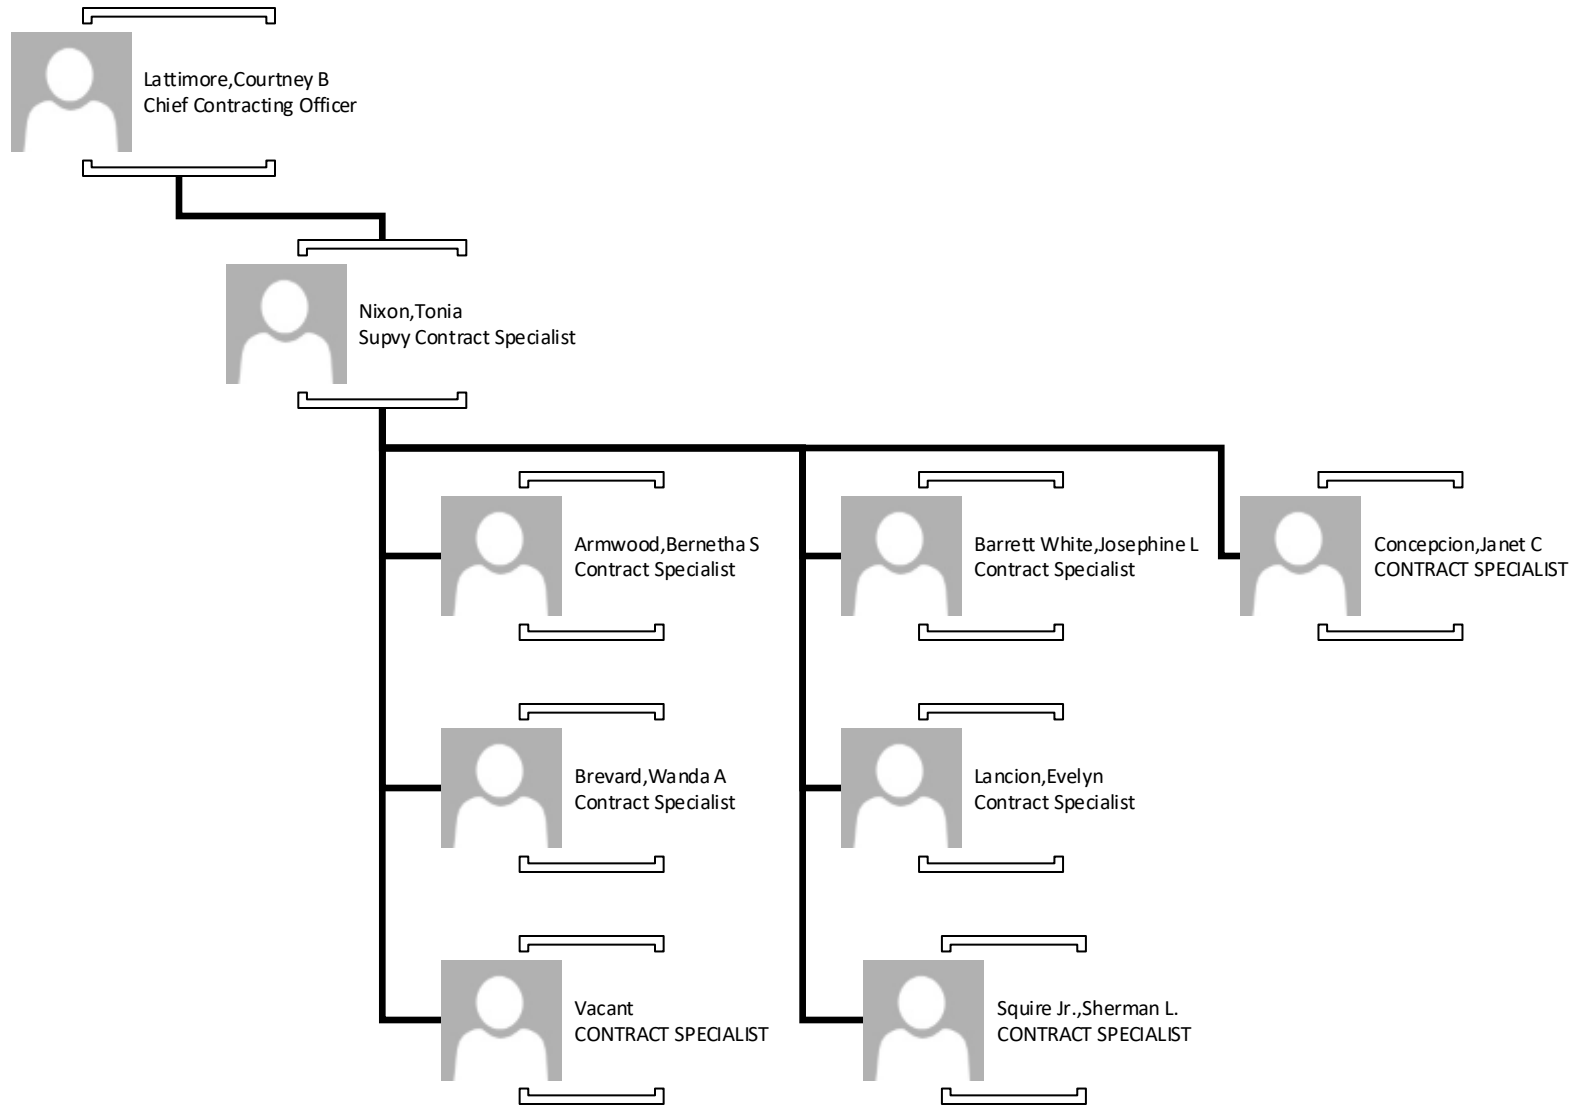 Lattimore,Courtney B
Chief Contracting Officer
Nixon,Tonia
Supvy Contract Specialist
Armwood,Bernetha S
Contract Specialist
Barrett White,Josephine L
Contract Specialist
Concepcion,Janet C
CONTRACT SPECIALIST
Brevard,Wanda A
Contract Specialist
Lancion,Evelyn
Contract Specialist
Vacant
CONTRACT SPECIALIST
Squire Jr.,Sherman L.
CONTRACT SPECIALIST